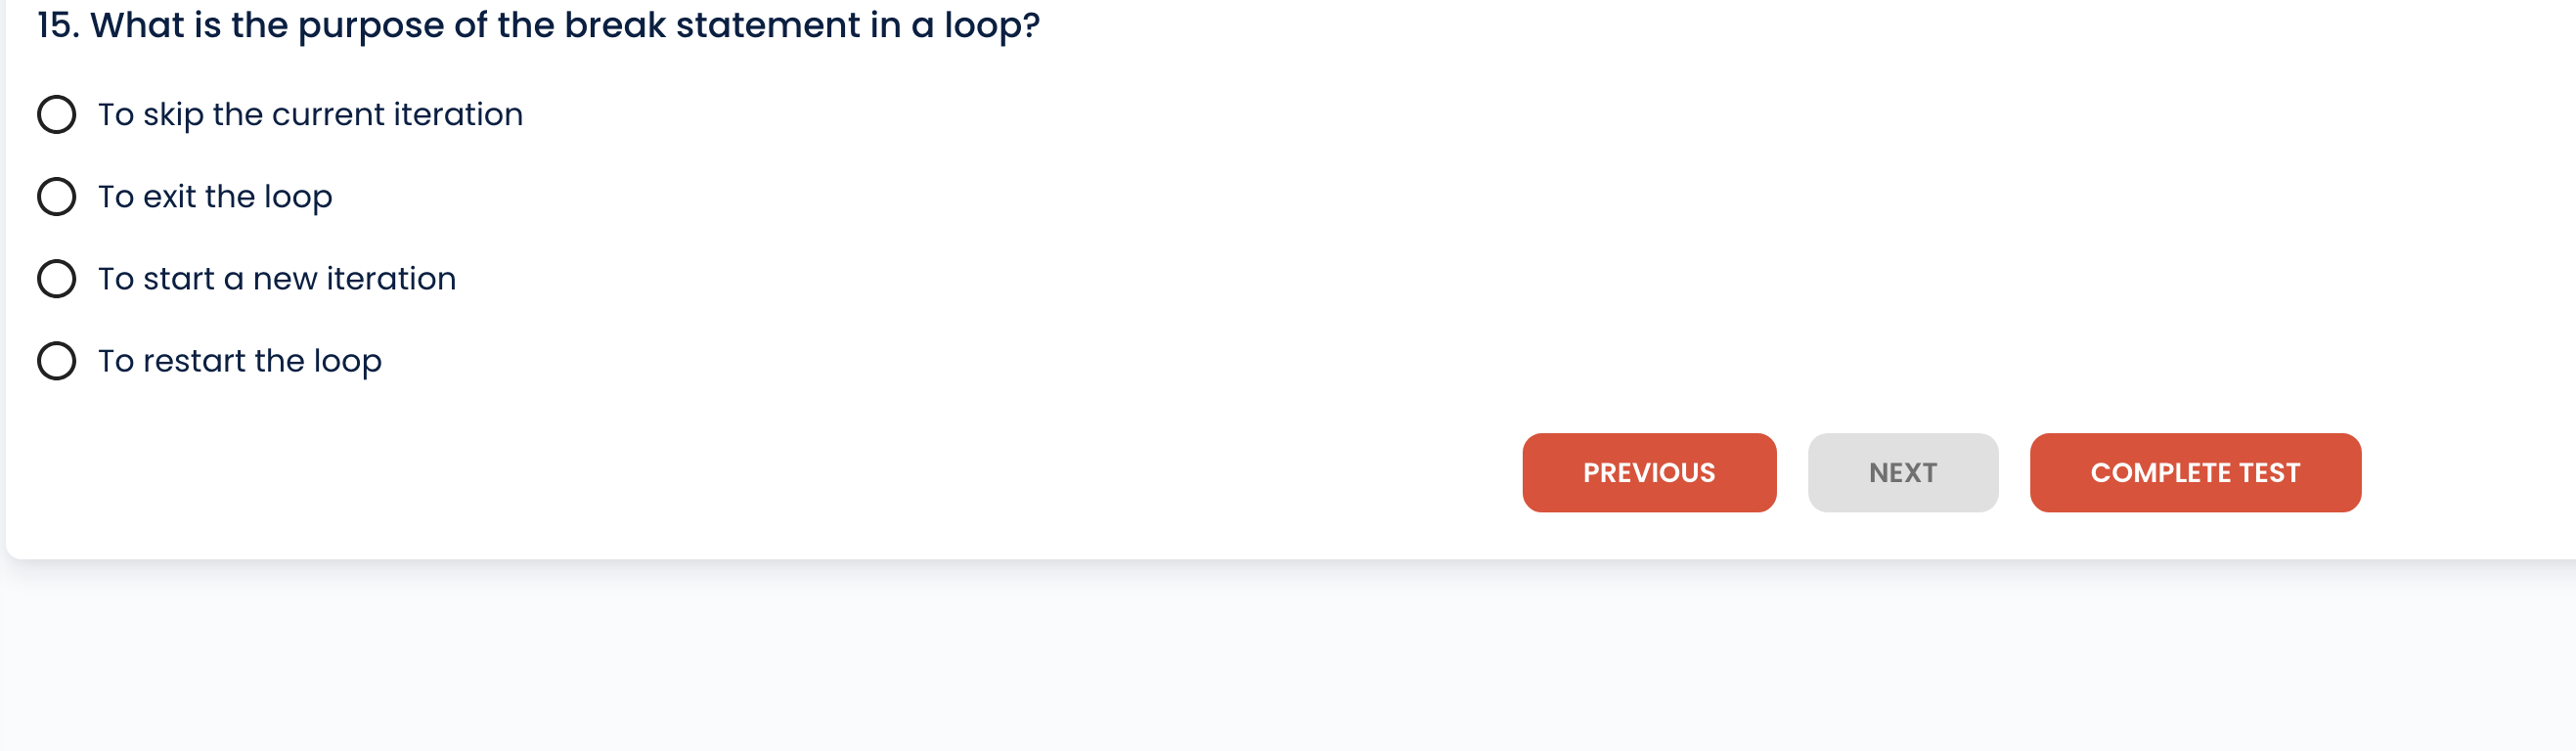 15. What is the purpose of the break statement in a loop?
To skip the current iteration
To exit the loop
To start a new iteration
To restart the loop
PREVIOUS NEXT COMPLETE TEST